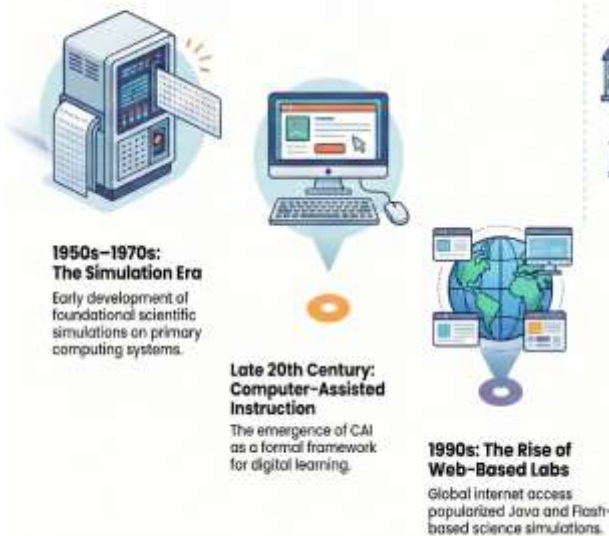 1950s–1970s:
The Simulation Era
Early development of
foundational scientific
simulations on primary
computing systems.
Late 20th Century:
Computer-Assisted
Instruction
The emergence of CAI
as a formal framework
for digital learning.
1990s: The Rise of
Web-Based Labs
Global internet access
popularized Java and Flash-
based science simulations.